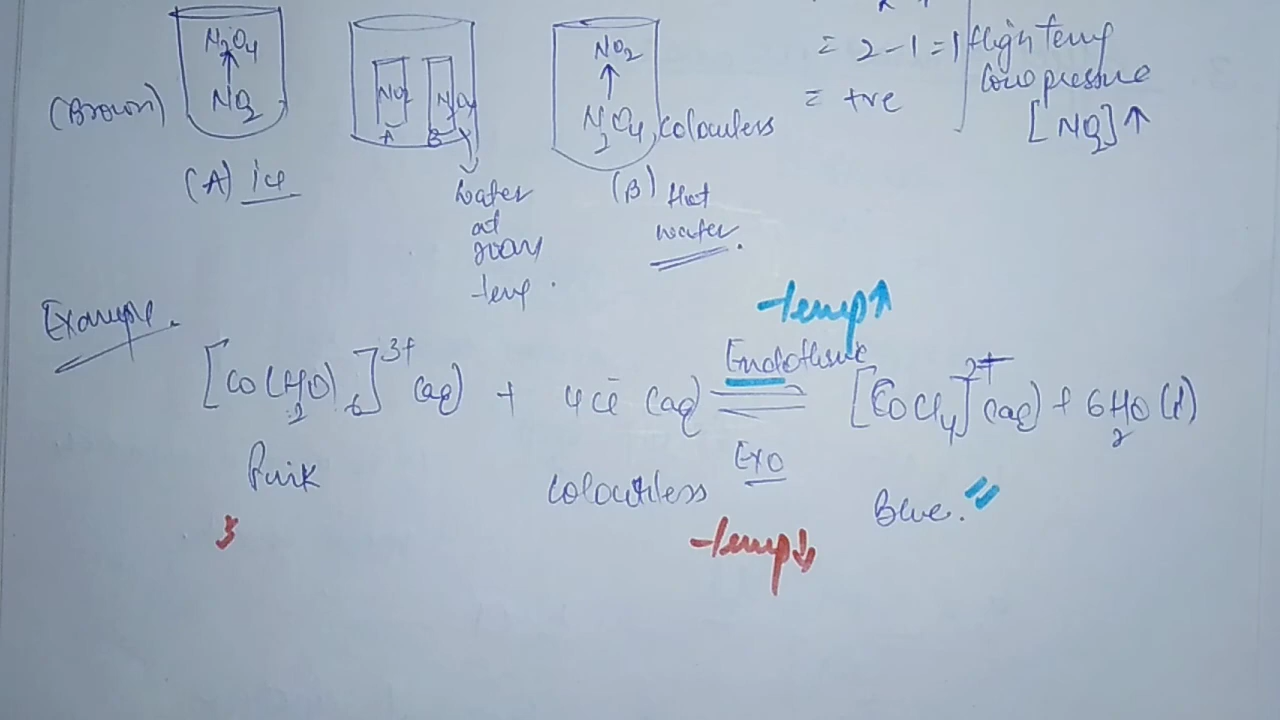 N2O4
↑
NO2
(Brown)
(A) ice
NO2 N2O4
A B
water
at
room
temp.
NO2
↑
N2O4 colourless
(B) Hot
water.
= 2-1=1
= +ve
High temp
low pressure
[NO2]↑
Example.
temp↑
[Co(H2O)6]3+ (aq) + 4Cl- (aq) ⇌ [CoCl4]2- (aq) + 6H2O (l)
Exo
Pink colourless Blue.
temp↓